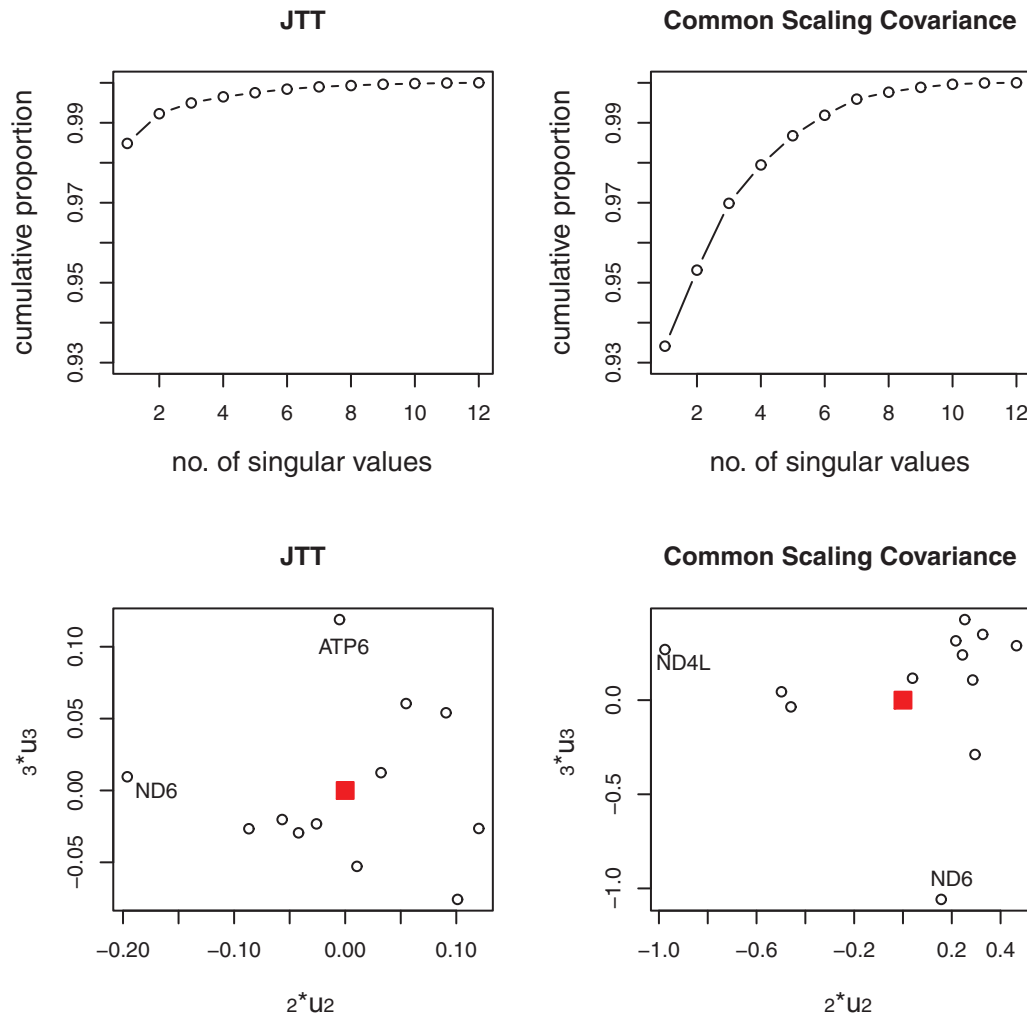 JTT
Common Scaling Covariance
cumulative proportion
0.93 0.95 0.97 0.99
2 4 6 8 10 12
no. of singular values
cumulative proportion
0.93 0.95 0.97 0.99
2 4 6 8 10 12
no. of singular values
JTT
Common Scaling Covariance
3*u3
−0.05 0.00 0.05 0.10
ATP6
ND6
−0.20 0.00 0.10
2*u2
3*u3
−1.0 −0.5 0.0
ND4L
ND6
−1.0 −0.6 −0.2 0.2 0.4
2*u2